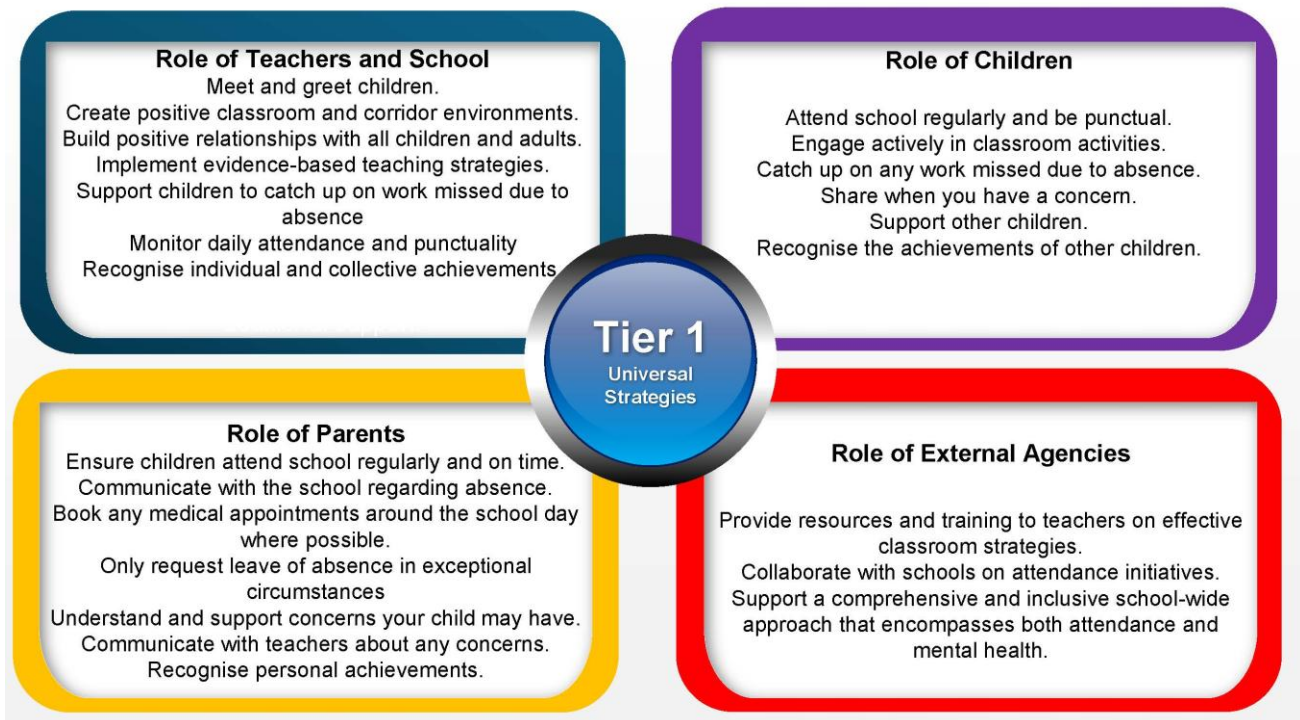 Role of Teachers and School
Meet and greet children.
Create positive classroom and corridor environments.
Build positive relationships with all children and adults.
Implement evidence-based teaching strategies.
Support children to catch up on work missed due to
absence
Monitor daily attendance and punctuality
Recognise individual and collective achievements
Role of Children
Attend school regularly and be punctual.
Engage actively in classroom activities.
Catch up on any work missed due to absence.
Share when you have a concern.
Support other children.
Recognise the achievements of other children.
Tier 1
Universal
Strategies
Role of Parents
Ensure children attend school regularly and on time.
Communicate with the school regarding absence.
Book any medical appointments around the school day
where possible.
Only request leave of absence in exceptional
circumstances
Understand and support concerns your child may have.
Communicate with teachers about any concerns.
Recognise personal achievements.
Role of External Agencies
Provide resources and training to teachers on effective
classroom strategies.
Collaborate with schools on attendance initiatives.
Support a comprehensive and inclusive school-wide
approach that encompasses both attendance and
mental health.